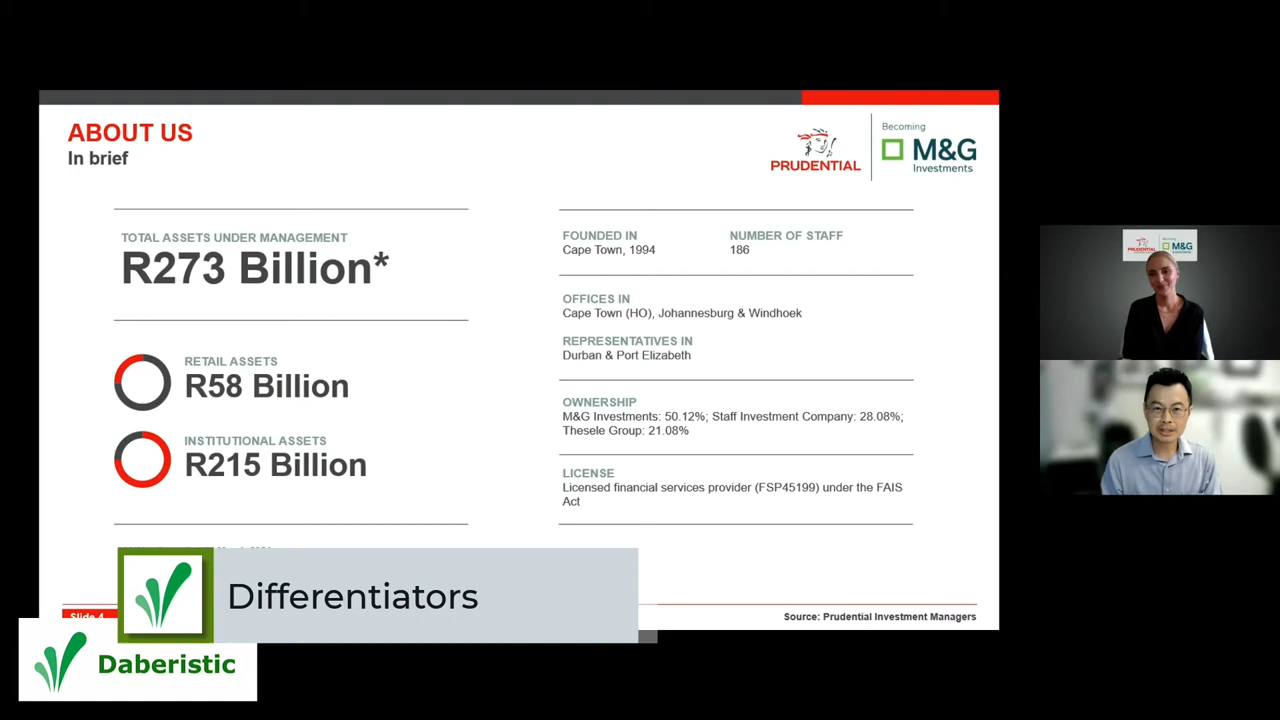 ABOUT US
In brief
PRUDENTIAL
Becoming
M&G
Investments
TOTAL ASSETS UNDER MANAGEMENT
R273 Billion*
RETAIL ASSETS
R58 Billion
INSTITUTIONAL ASSETS
R215 Billion
FOUNDED IN
Cape Town, 1994
NUMBER OF STAFF
186
OFFICES IN
Cape Town (HO), Johannesburg & Windhoek
REPRESENTATIVES IN
Durban & Port Elizabeth
OWNERSHIP
M&G Investments: 50.12%; Staff Investment Company: 28.08%;
Thesele Group: 21.08%
LICENSE
Licensed financial services provider (FSP45199) under the FAIS
Act
Slide 4
Source: Prudential Investment Managers
Differentiators
Daberistic
PRUDENTIAL
Becoming
M&G